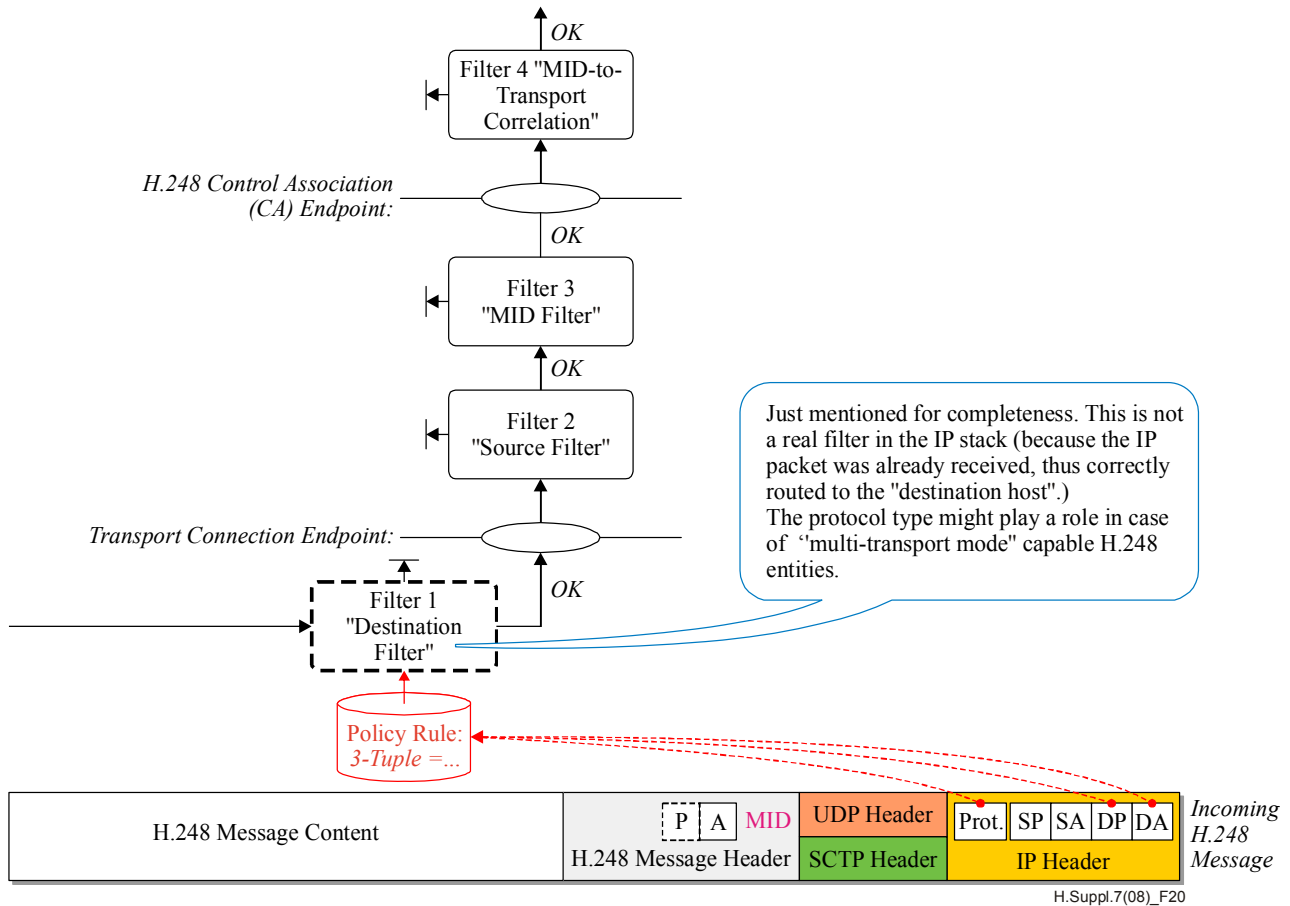 OK
Filter 4 "MID-to-
Transport
Correlation"
H.248 Control Association
(CA) Endpoint:
OK
Filter 3
"MID Filter"
OK
Filter 2
"Source Filter"
Just mentioned for completeness. This is not
a real filter in the IP stack (because the IP
packet was already received, thus correctly
routed to the "destination host".)
The protocol type might play a role in case
of ‘'multi-transport mode" capable H.248
entities.
Transport Connection Endpoint:
OK
Filter 1
"Destination
Filter"
Policy Rule:
3-Tuple =...
H.248 Message Content
P A MID
H.248 Message Header
UDP Header
SCTP Header
Prot. SP SA DP DA
IP Header
Incoming
H.248
Message
H.Suppl.7(08)_F20